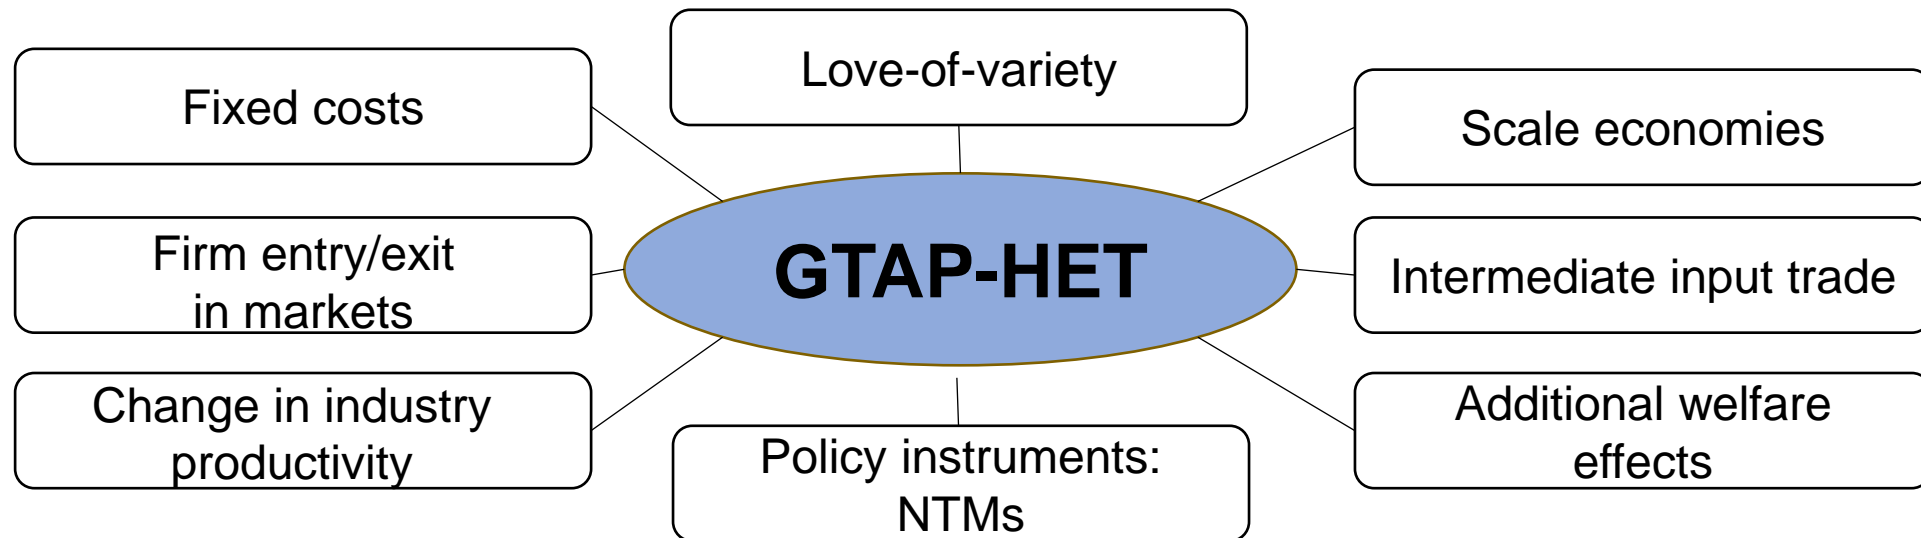 Love-of-variety
Fixed costs
Scale economies
Firm entry/exit
in markets
GTAP-HET
Intermediate input trade
Change in industry
productivity
Policy instruments:
NTMs
Additional welfare
effects